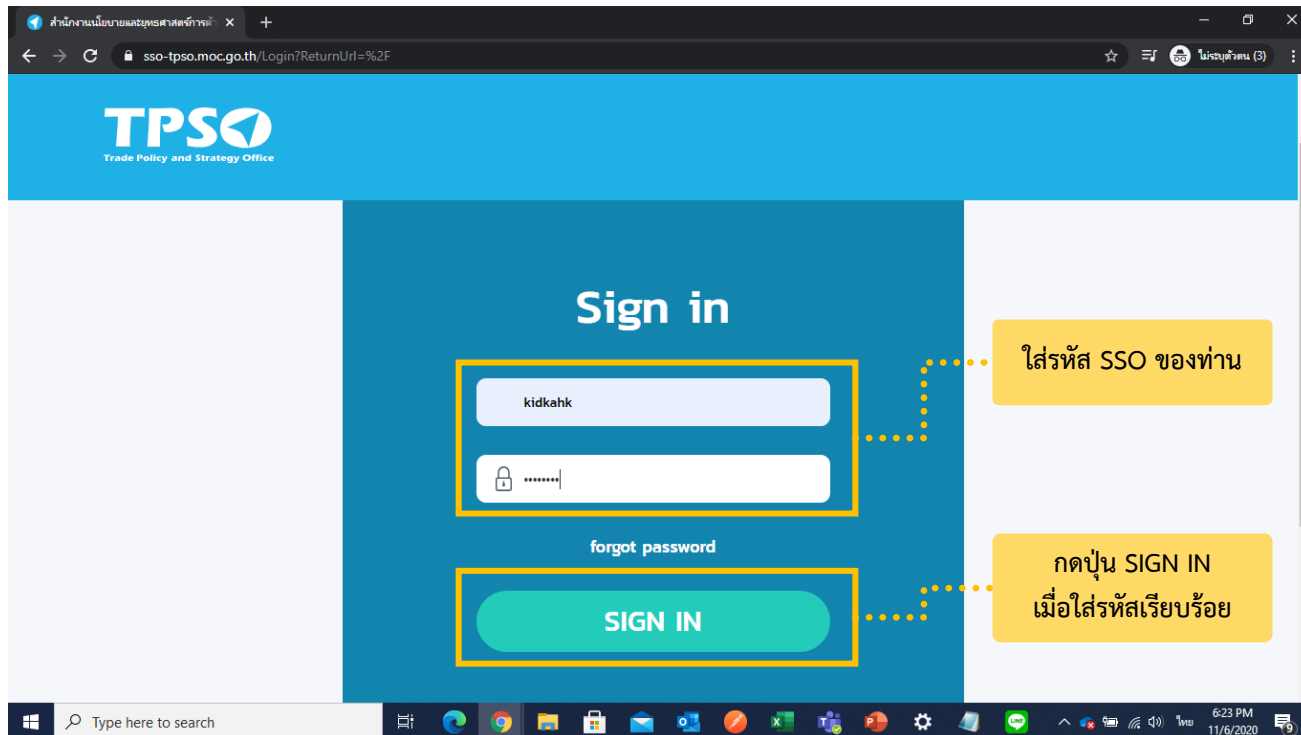 สำนักงานนโยบายและยุทธศาสตร์การค้า
sso-tpso.moc.go.th/Login?ReturnUrl=%2F
ไม่ระบุตัวตน (3)
TPSO
Trade Policy and Strategy Office
Sign in
ใส่รหัส SSO ของท่าน
kidkahk
••••••••
forgot password
กดปุ่ม SIGN IN
เมื่อใส่รหัสเรียบร้อย
SIGN IN
Type here to search
ไทย
6:23 PM
11/6/2020
9